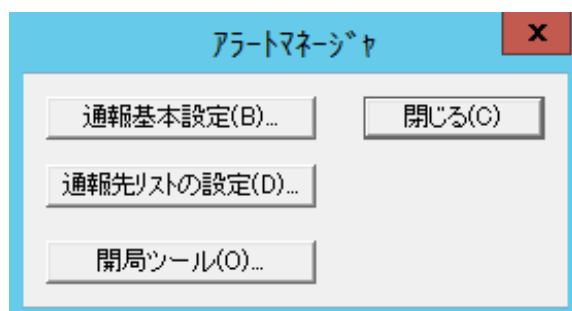 アラートマネージャ
通報基本設定(B)...
閉じる(C)
通報先リストの設定(D)...
開局ツール(O)...